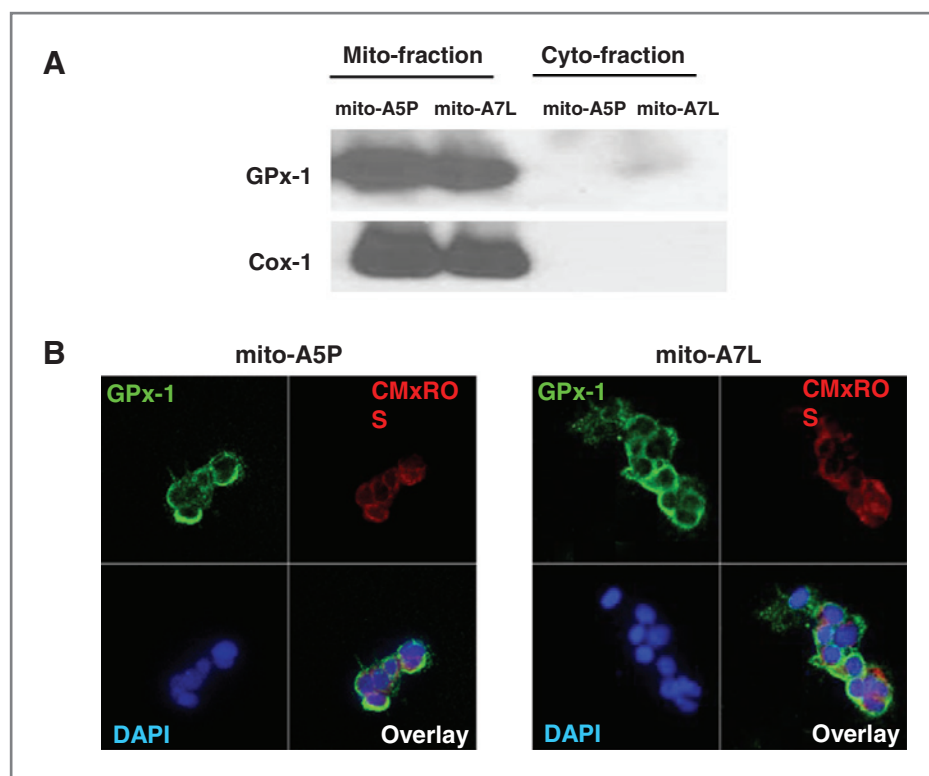 A
Mito-fraction Cyto-fraction
mito-A5P mito-A7L mito-A5P mito-A7L
GPx-1
Cox-1
B
mito-A5P mito-A7L
GPx-1 CMxRO
S
GPx-1 CMxRO
S
DAPI Overlay
DAPI Overlay